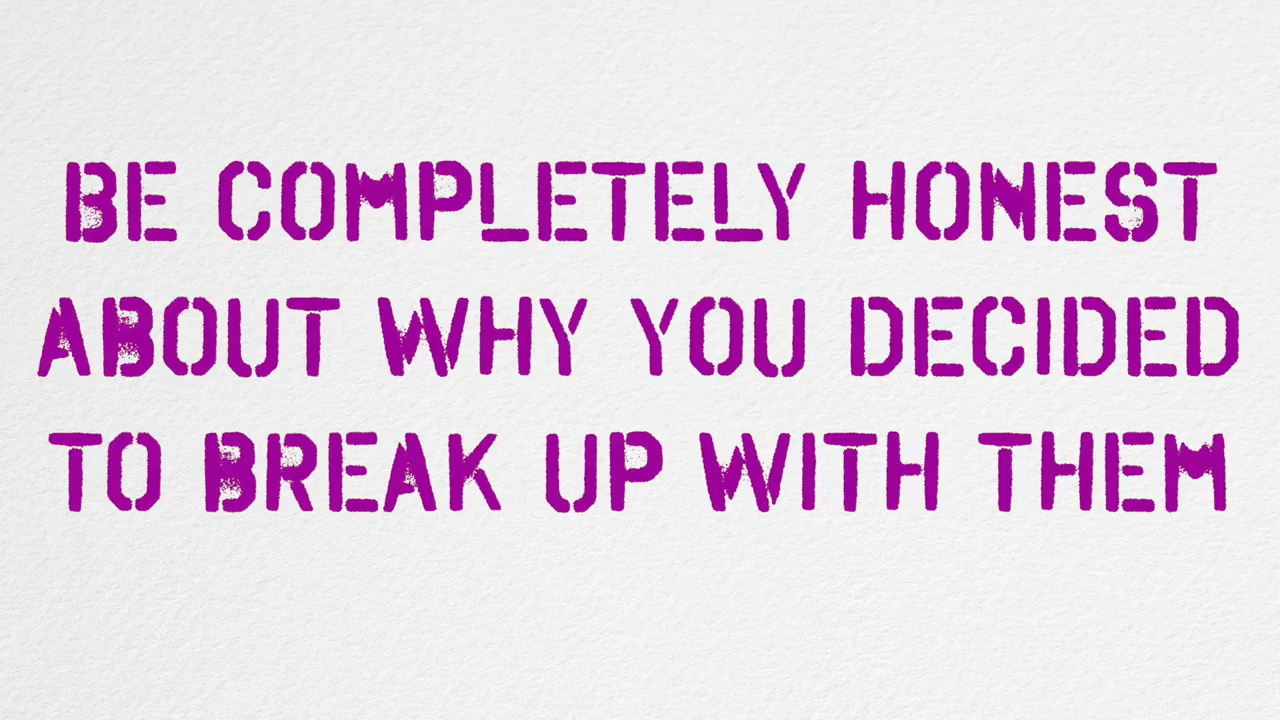 BE COMPLETELY HONEST
ABOUT WHY YOU DECIDED
TO BREAK UP WITH THEM